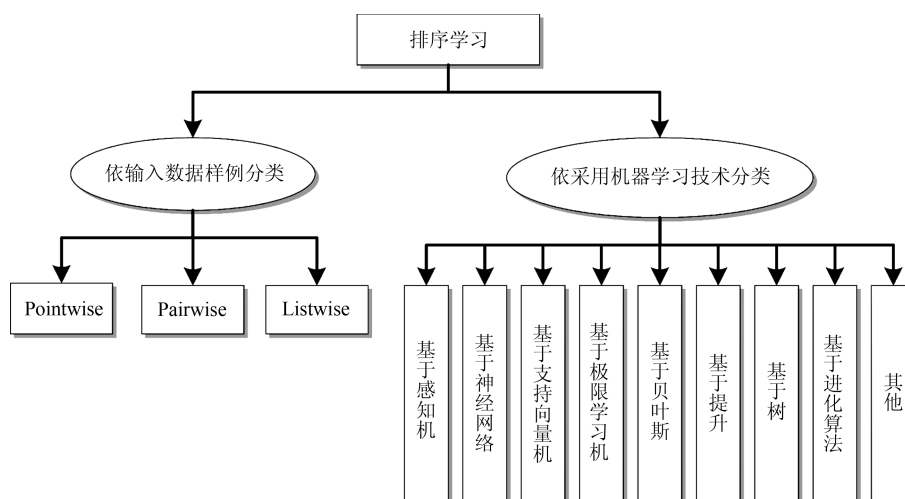 排序学习
依输入数据样例分类
依采用机器学习技术分类
Pointwise
Pairwise
Listwise
基于感知机
基于神经网络
基于支持向量机
基于极限学习机
基于贝叶斯
基于提升
基于树
基于进化算法
其他